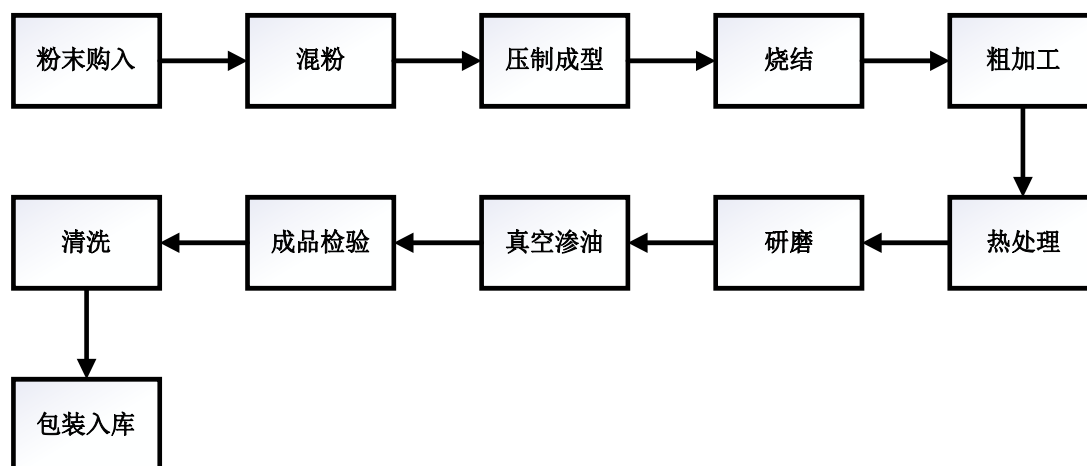 粉末购入
混粉
压制成型
烧结
粗加工
热处理
研磨
真空渗油
成品检验
清洗
包装入库